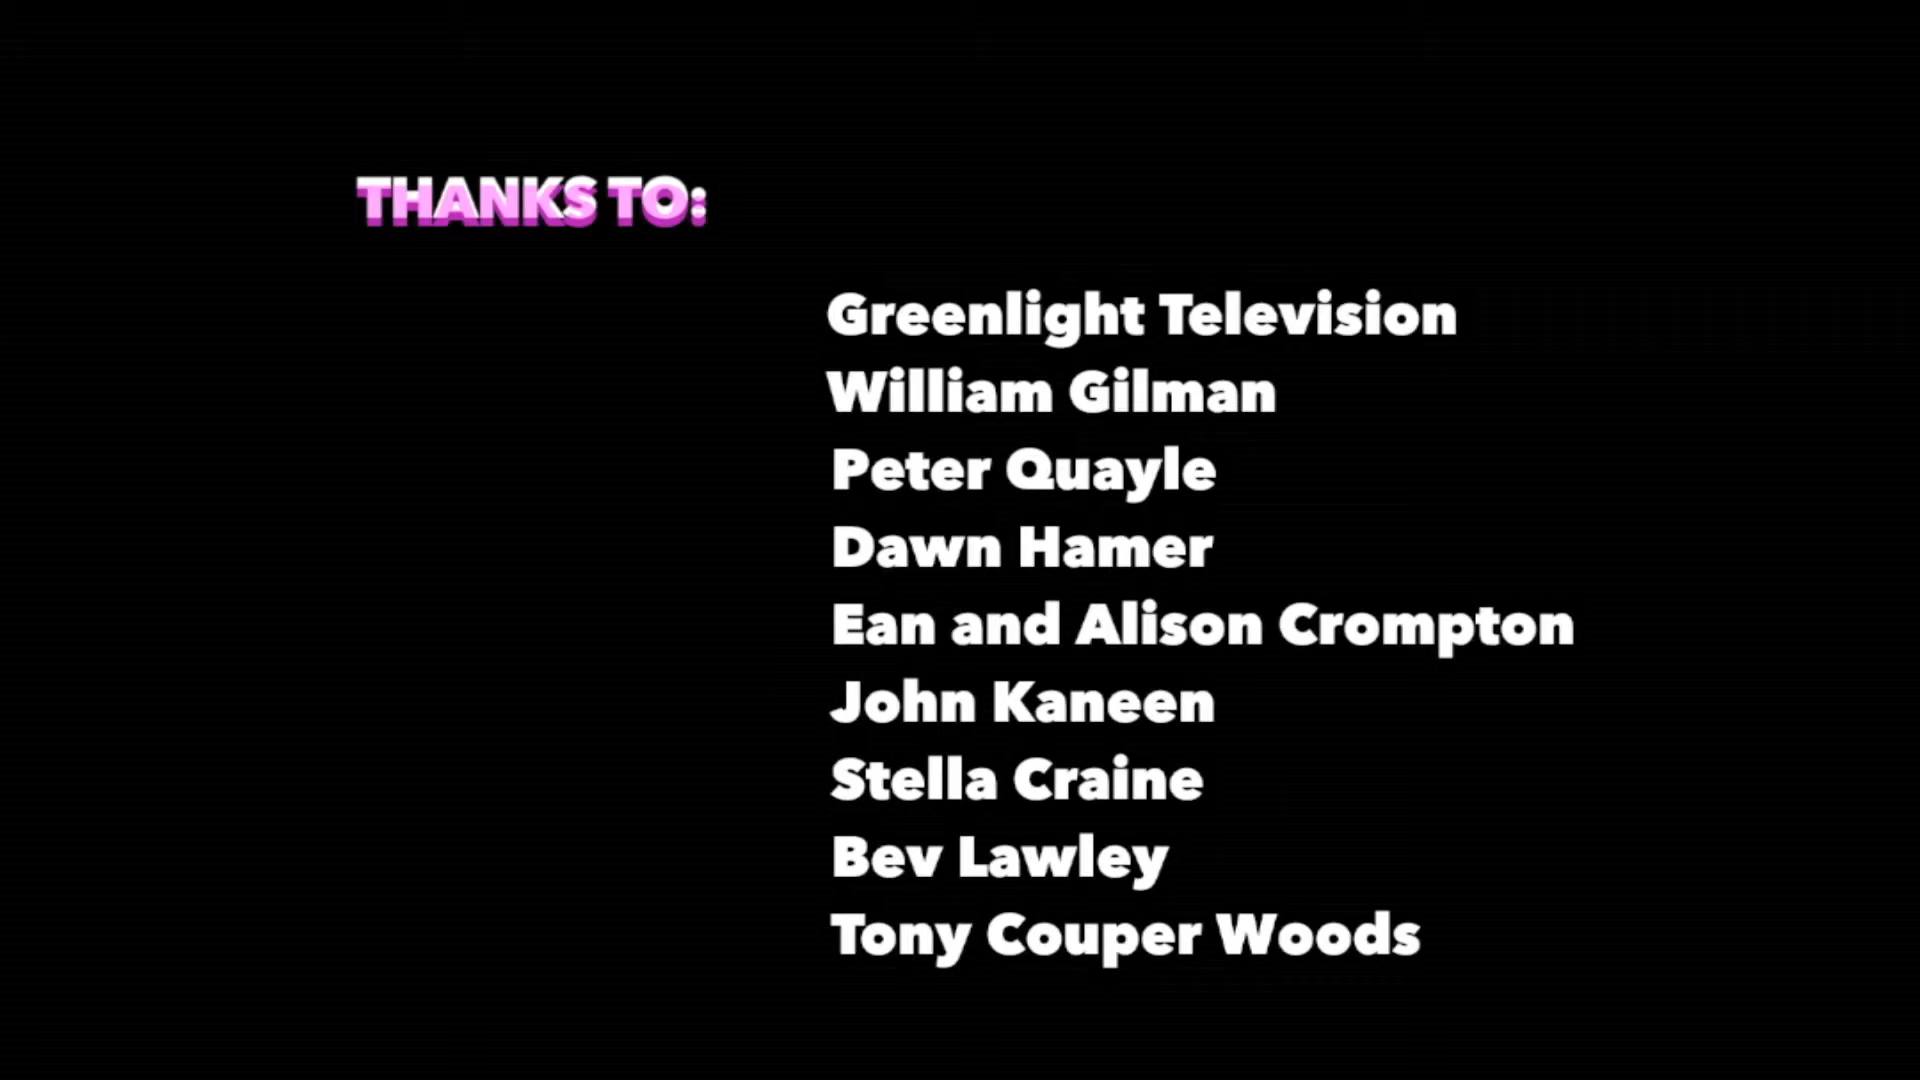 THANKS TO:
Greenlight Television
William Gilman
Peter Quayle
Dawn Hamer
Ean and Alison Crompton
John Kaneen
Stella Craine
Bev Lawley
Tony Couper Woods